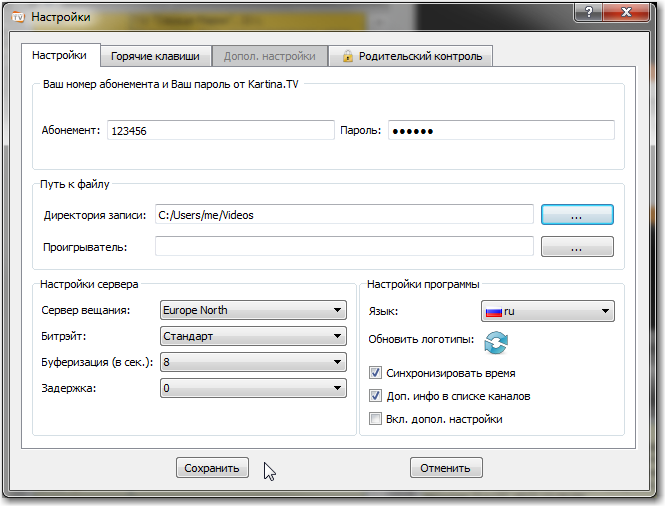 Настройки
Настройки Горячие клавиши Допол. настройки Родительский контроль
Ваш номер абонемента и Ваш пароль от Kartina.TV
Абонемент: 123456 Пароль: ●●●●●●
Путь к файлу
Директория записи: C:/Users/me/Videos ...
Проигрыватель: ...
Настройки сервера
Сервер вещания: Europe North
Битрэйт: Стандарт
Буферизация (в сек.): 8
Задержка: 0
Настройки программы
Язык: ru
Обновить логотипы:
Синхронизировать время
Доп. инфо в списке каналов
Вкл. допол. настройки
Сохранить Отменить